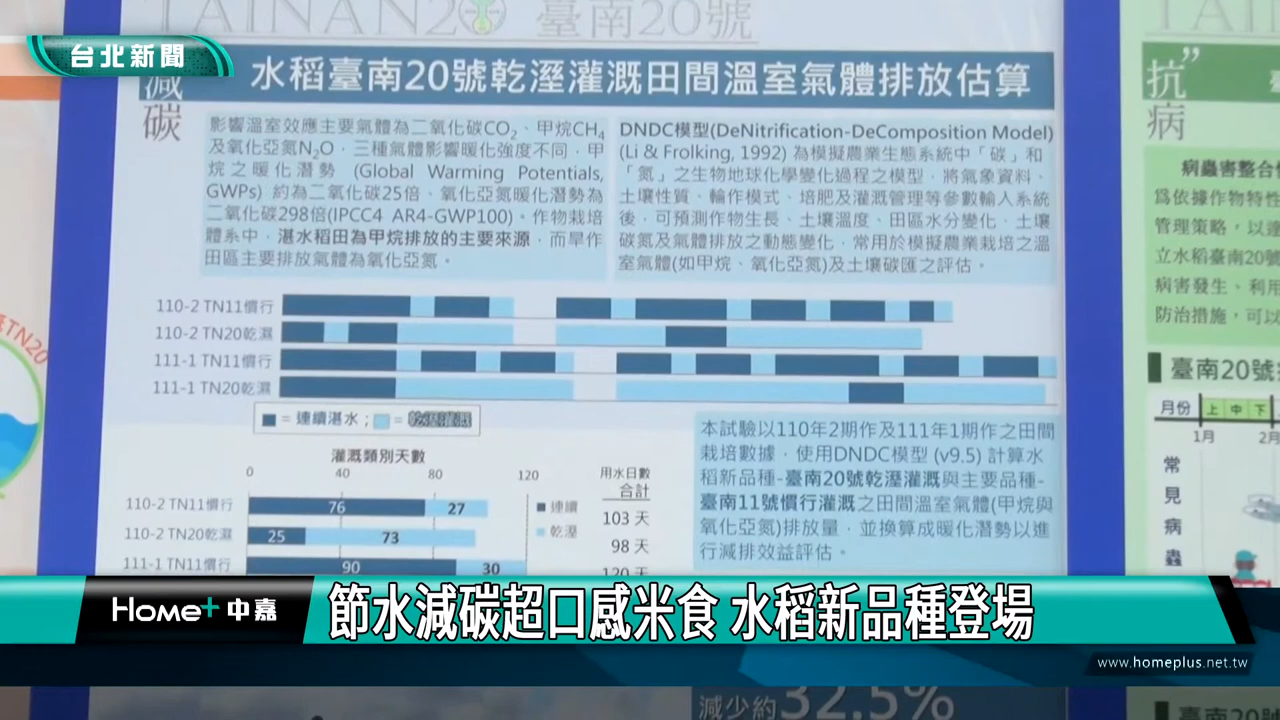 TAINAN20 臺南20號
台北新聞
減碳
水稻臺南20號乾溼灌溉田間溫室氣體排放估算
影響溫室效應主要氣體為二氧化碳CO₂、甲烷CH₄
及氧化亞氮N₂O，三種氣體影響暖化強度不同，甲
烷之暖化潛勢 (Global Warming Potentials,
GWPs) 約為二氧化碳25倍、氧化亞氮暖化潛勢為
二氧化碳298倍(IPCC4 AR4-GWP100)。作物栽培
體系中，湛水稻田為甲烷排放的主要來源，而旱作
田區主要排放氣體為氧化亞氮。
DNDC模型(DeNitrification-DeComposition Model)
(Li & Frolking, 1992) 為模擬農業生態系統中「碳」和
「氮」之生物地球化學變化過程之模型，將氣象資料、
土壤性質、輪作模式、培肥及灌溉管理等參數輸入系統
後，可預測作物生長、土壤溫度、田區水分變化、土壤
碳氮及氣體排放之動態變化，常用於模擬農業栽培之溫
室氣體(如甲烷、氧化亞氮)及土壤碳匯之評估。
110-2 TN11慣行
110-2 TN20乾濕
111-1 TN11慣行
111-1 TN20乾濕
= 連續湛水；= 乾溼灌溉
灌溉類別天數
0 40 80 120
110-2 TN11慣行 76 27
110-2 TN20乾濕 25 73
111-1 TN11慣行 90 30
連續
乾溼
用水日數
合計
103 天
98 天
120 天
本試驗以110年2期作及111年1期作之田間
栽培數據，使用DNDC模型 (v9.5) 計算水
稻新品種-臺南20號乾溼灌溉與主要品種-
臺南11號慣行灌溉之田間溫室氣體(甲烷與
氧化亞氮)排放量，並換算成暖化潛勢以進
行減排效益評估。
抗病
病蟲害整合
為依據作物特性
管理策略，以達
立水稻臺南20號
病害發生、利用
防治措施，可以
臺南20號
月份 上 中 下
1月 2月
常見病蟲
TN20
Home+ 中嘉
節水減碳超口感米食 水稻新品種登場
www.homeplus.net.tw
減少約32.5%